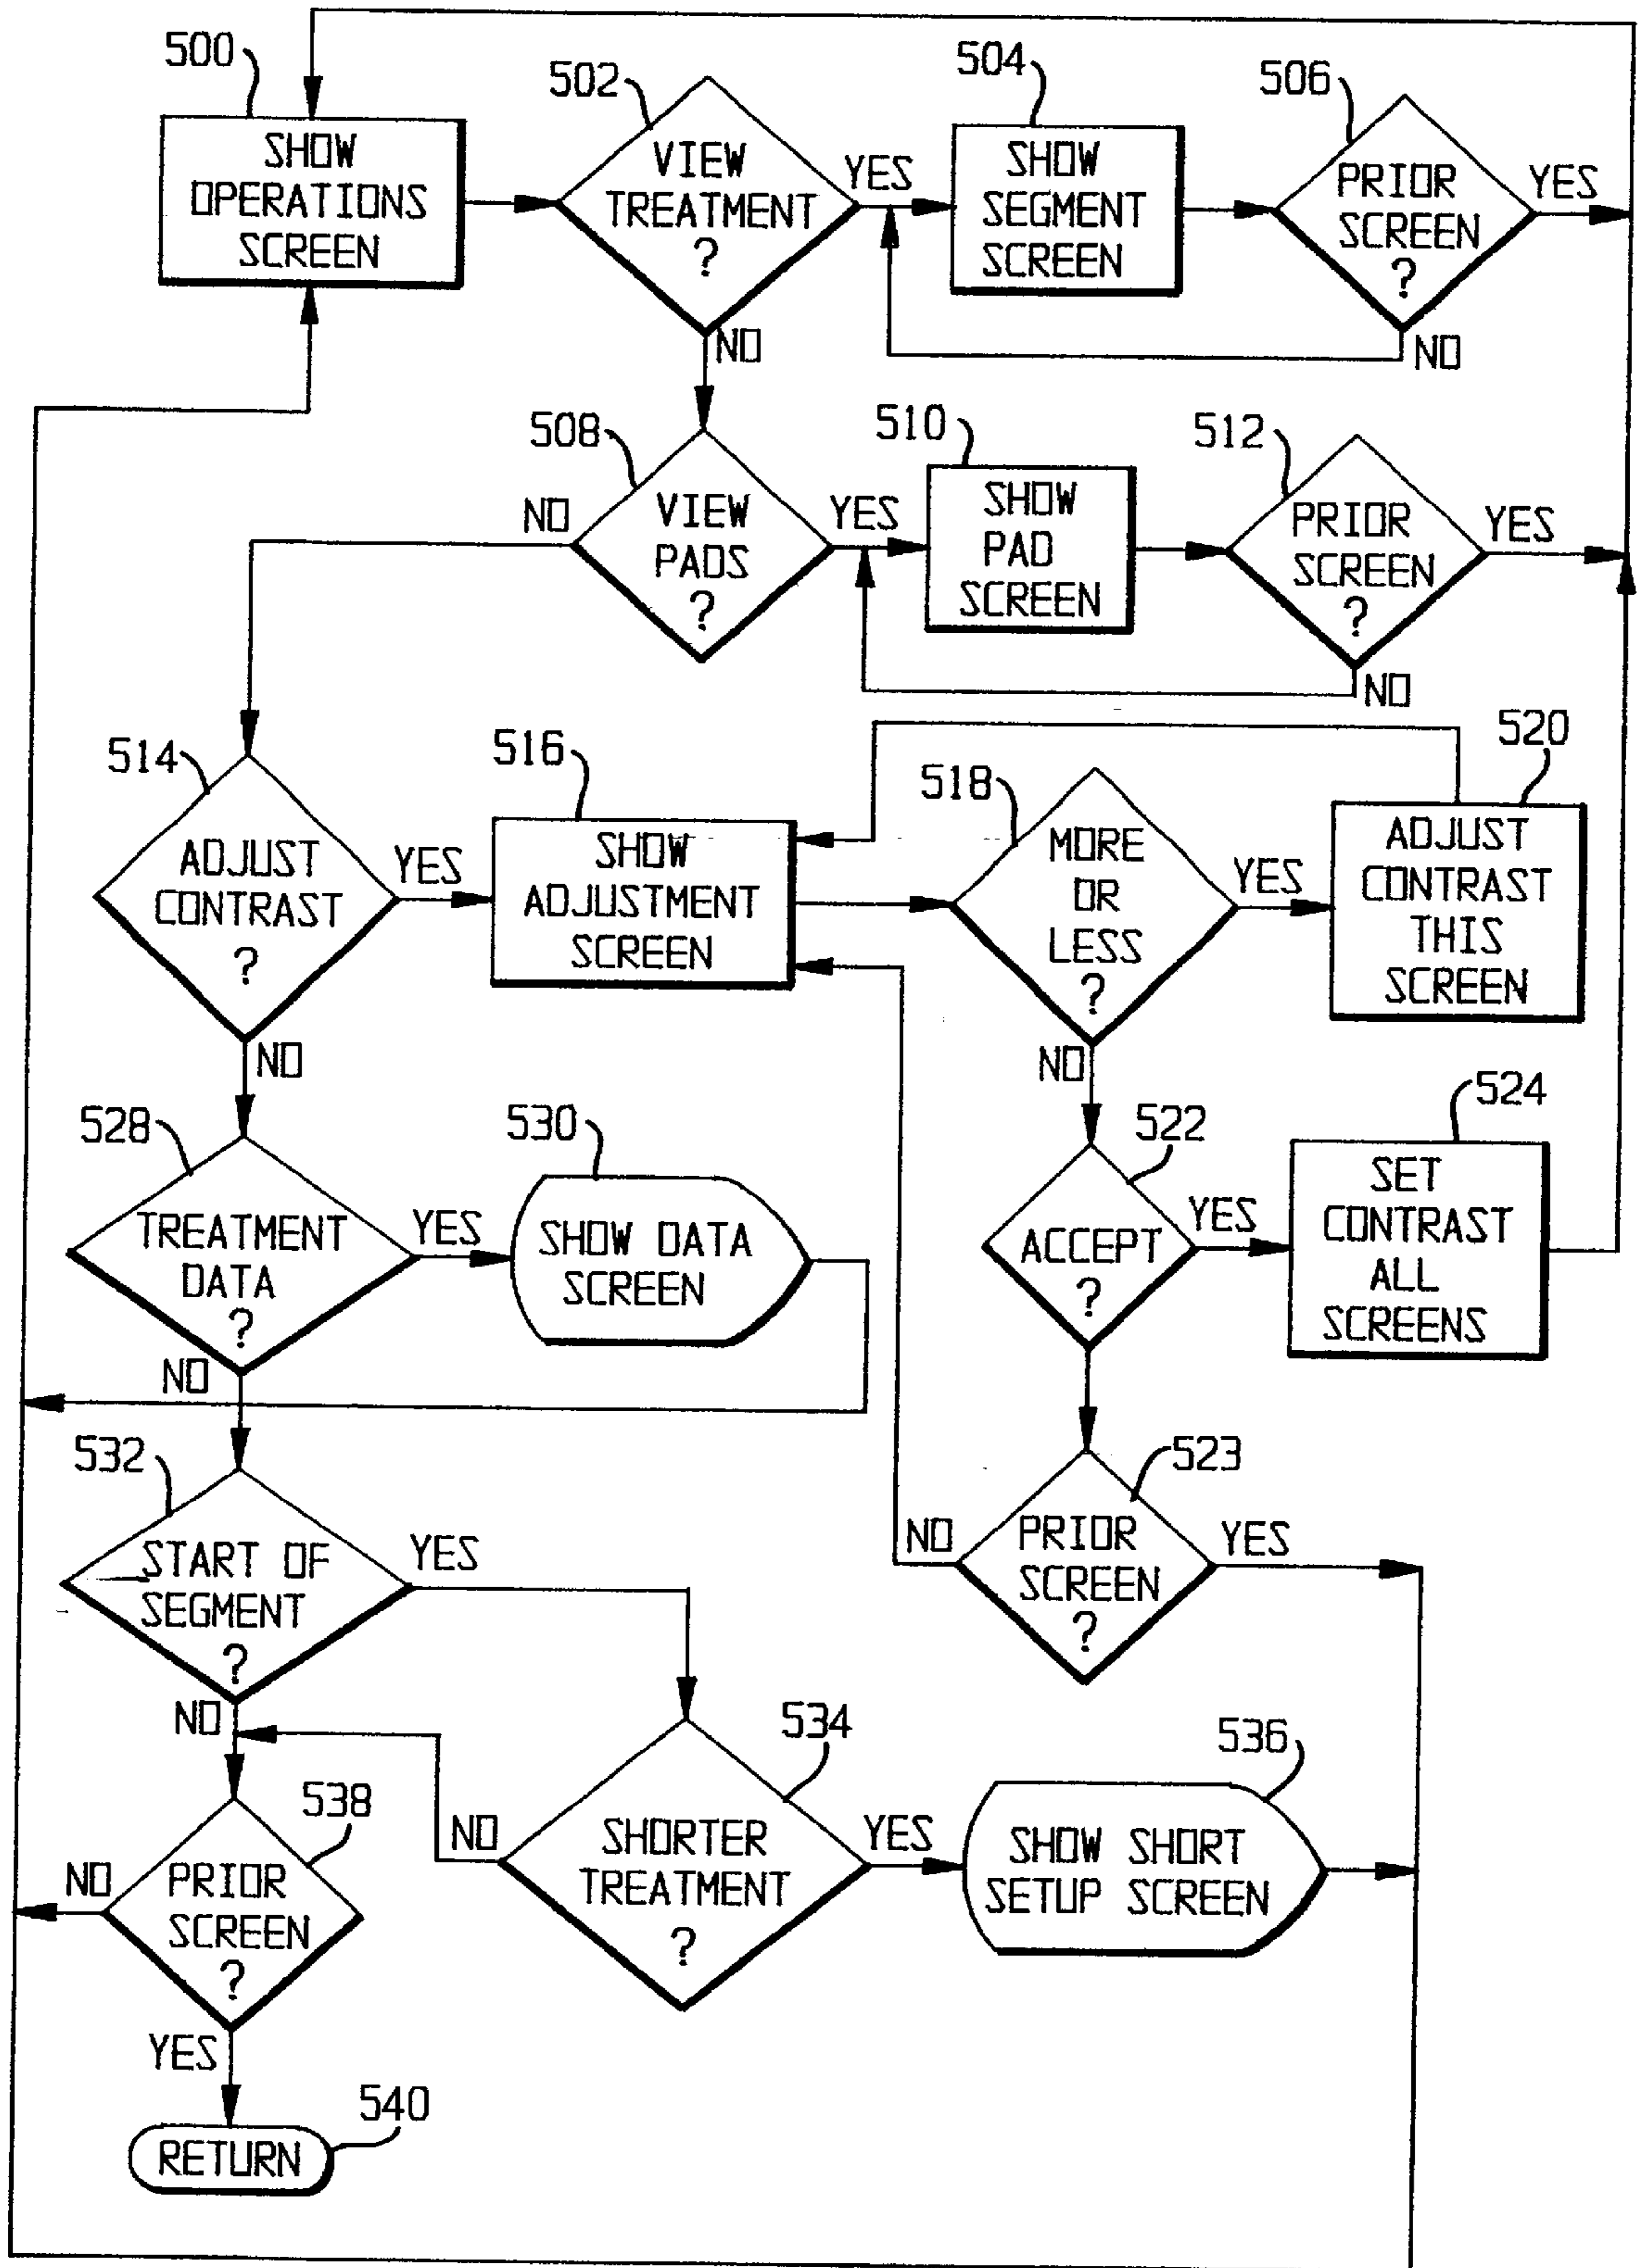 500
SHOW
OPERATIONS
SCREEN
502
VIEW
TREATMENT
?
YES
NO
504
SHOW
SEGMENT
SCREEN
506
PRIOR
SCREEN
?
YES
NO
508
VIEW
PADS
?
NO
YES
510
SHOW
PAD
SCREEN
512
PRIOR
SCREEN
?
YES
NO
514
ADJUST
CONTRAST
?
YES
NO
516
SHOW
ADJUSTMENT
SCREEN
518
MORE
OR
LESS
?
YES
NO
520
ADJUST
CONTRAST
THIS
SCREEN
522
ACCEPT
?
YES
524
SET
CONTRAST
ALL
SCREENS
523
PRIOR
SCREEN
?
NO
YES
528
TREATMENT
DATA
?
YES
NO
530
SHOW DATA
SCREEN
532
START OF
SEGMENT
?
YES
NO
534
SHORTER
TREATMENT
?
NO
YES
536
SHOW SHORT
SETUP SCREEN
538
PRIOR
SCREEN
?
NO
YES
540
RETURN